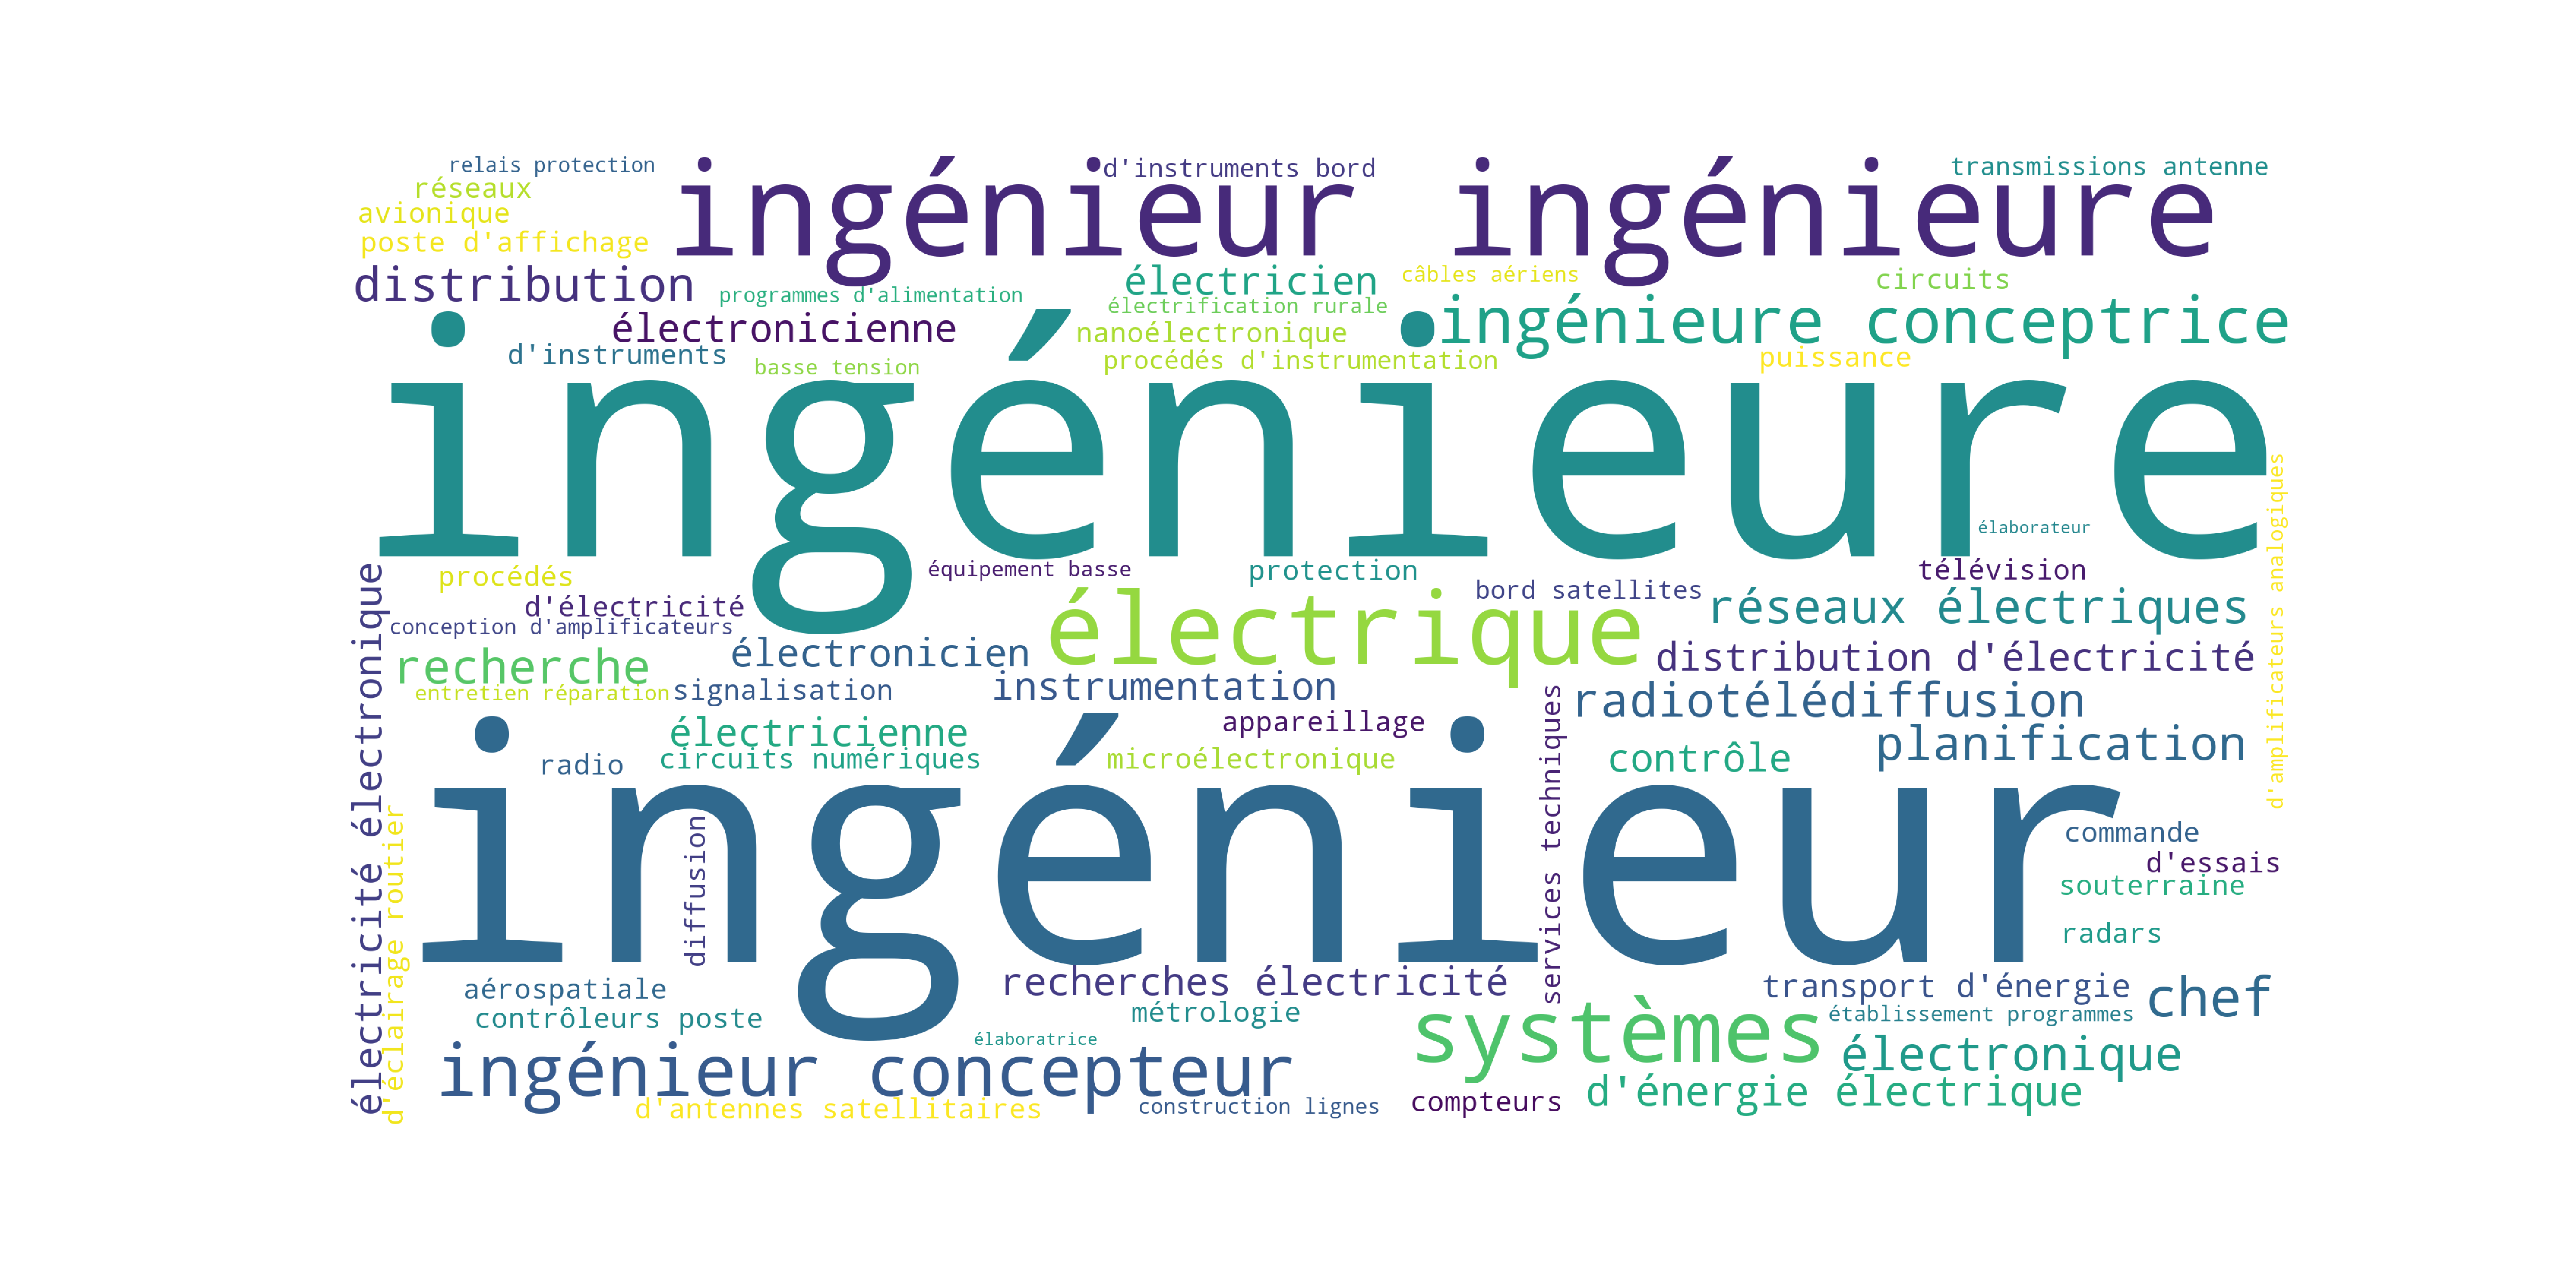 relais protection
d'instruments bord
transmissions antenne
réseaux
ingénieur ingénieure
avionique
poste d'affichage
distribution
électricien
câbles aériens
circuits
programmes d'alimentation
électrification rurale
électronicienne
nanoélectronique
ingénieure conceptrice
d'instruments
basse tension
procédés d'instrumentation
puissance
ingénieure
d'amplificateurs analogiques
élaborateur
procédés
équipement basse
protection
télévision
bord satellites
d'électricité
électrique
réseaux électriques
conception d'amplificateurs
recherche
électronicien
distribution d'électricité
entretien réparation
signalisation
instrumentation
radiotélédiffusion
appareillage
électricienne
planification
radio
circuits numériques
microélectronique
contrôle
électricité électronique
d'éclairage routier
diffusion
services techniques
ingénieur
commande
d'essais
souterraine
radars
aérospatiale
recherches électricité
transport d'énergie
chef
contrôleurs poste
métrologie
systèmes
établissement programmes
élaboratrice
électronique
ingénieur concepteur
d'énergie électrique
d'antennes satellitaires
construction lignes
compteurs